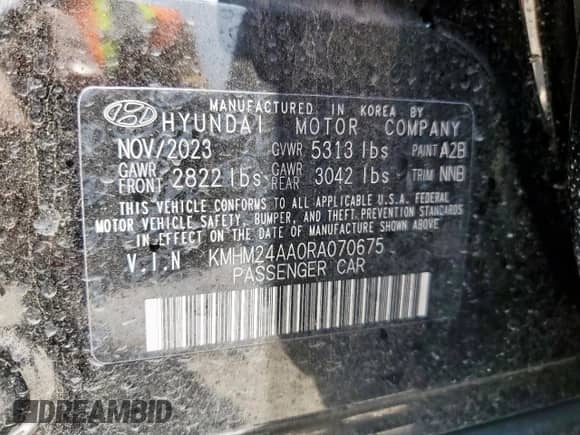 MANUFACTURED IN KOREA BY
HYUNDAI MOTOR COMPANY
NOV/2023 GVWR 5313 lbs PAINT A2B
GAWR FRONT 2822 lbs GAWR REAR 3042 lbs TRIM NNB
THIS VEHICLE CONFORMS TO ALL APPLICABLE U.S.A. FEDERAL
MOTOR VEHICLE SAFETY, BUMPER, AND THEFT PREVENTION STANDARDS
IN EFFECT ON THE DATE OF MANUFACTURE SHOWN ABOVE.
V.I.N KMHM24AA0RA070675
PASSENGER CAR
DREAMBID